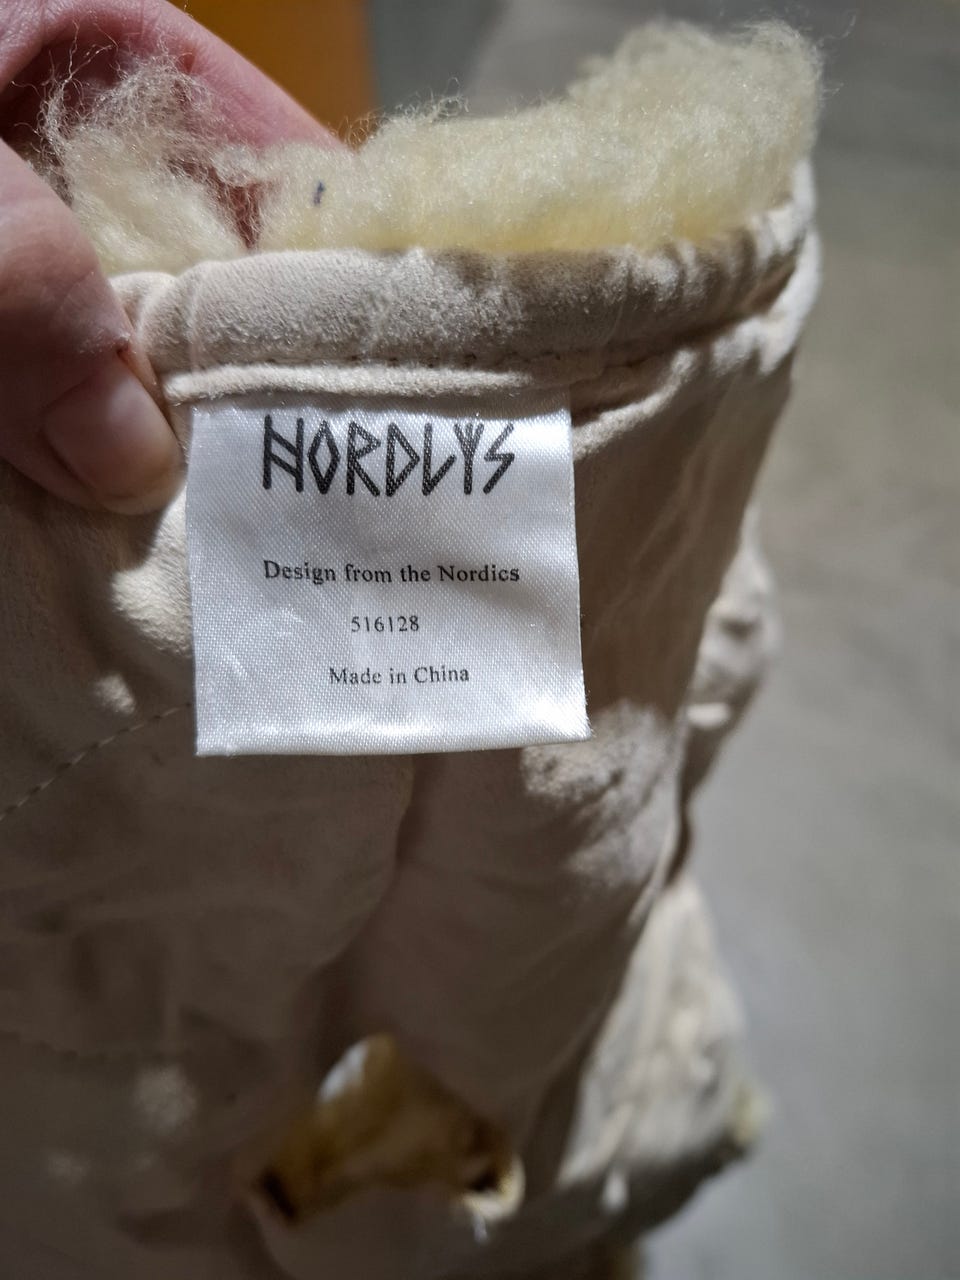 NORDLYS
Design from the Nordics
516128
Made in China